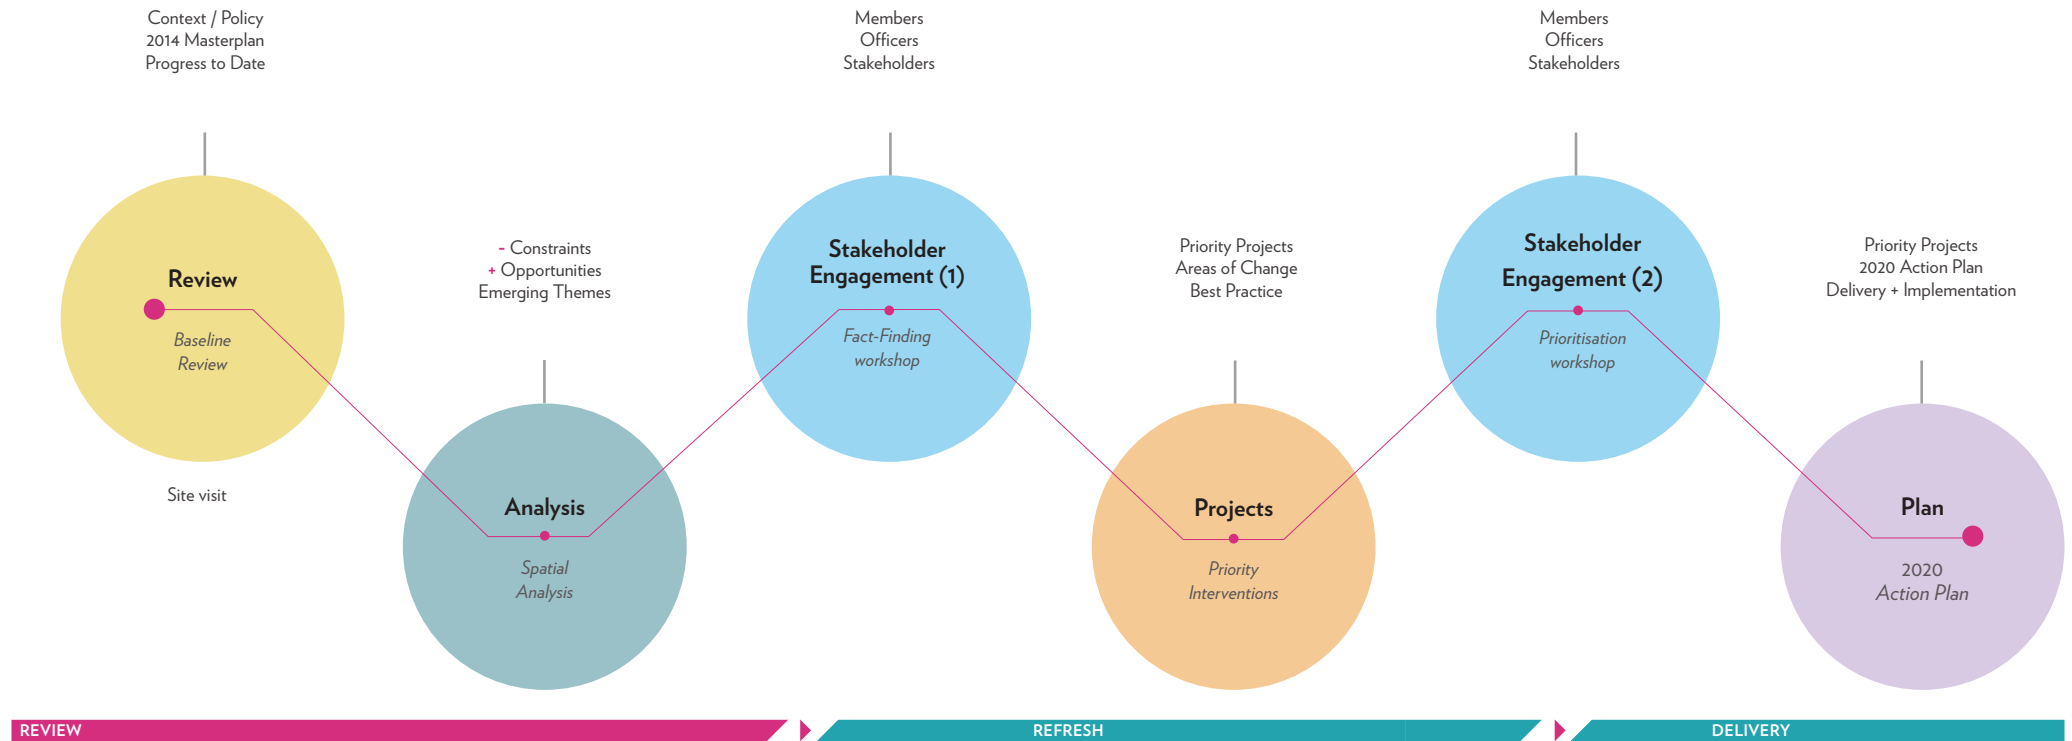 Context / Policy
2014 Masterplan
Progress to Date
Review
Baseline
Review
Site visit
- Constraints
+ Opportunities
Emerging Themes
Analysis
Spatial
Analysis
Members
Officers
Stakeholders
Stakeholder
Engagement (1)
Fact-Finding
workshop
Priority Projects
Areas of Change
Best Practice
Projects
Priority
Interventions
Members
Officers
Stakeholders
Stakeholder
Engagement (2)
Prioritisation
workshop
Priority Projects
2020 Action Plan
Delivery + Implementation
Plan
2020
Action Plan
REVIEW
REFRESH
DELIVERY